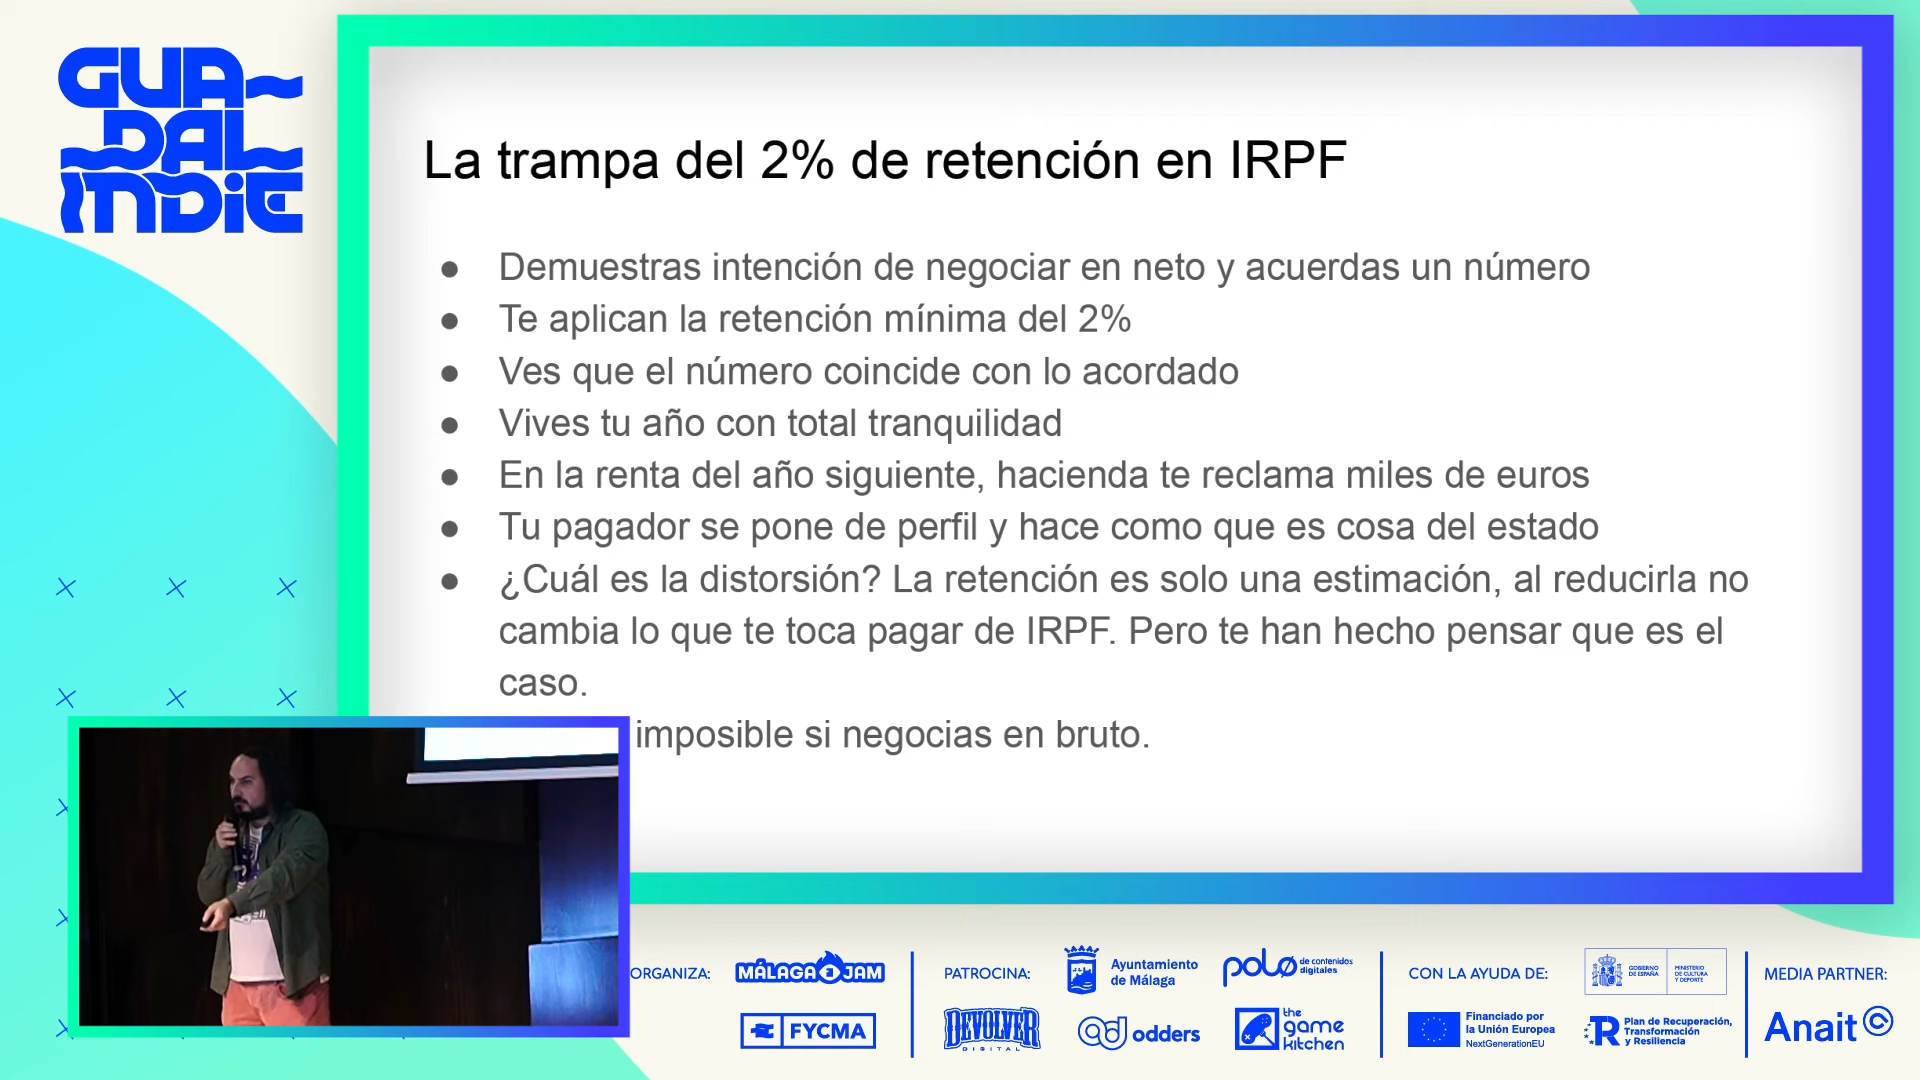 GUA~
DAL
INDIE
La trampa del 2% de retención en IRPF
● Demuestras intención de negociar en neto y acuerdas un número
● Te aplican la retención mínima del 2%
● Ves que el número coincide con lo acordado
● Vives tu año con total tranquilidad
● En la renta del año siguiente, hacienda te reclama miles de euros
● Tu pagador se pone de perfil y hace como que es cosa del estado
● ¿Cuál es la distorsión? La retención es solo una estimación, al reducirla no
cambia lo que te toca pagar de IRPF. Pero te han hecho pensar que es el
caso.
imposible si negocias en bruto.
ORGANIZA:
MÁLAGA JAM
FYCMA
PATROCINA:
Ayuntamiento
de Málaga
polo de contenidos
digitales
DEVOLVER
DIGITAL
odders
the
game
kitchen
CON LA AYUDA DE:
GOBIERNO
DE ESPAÑA
MINISTERIO
DE CULTURA
Y DEPORTE
Financiado por
la Unión Europea
NextGenerationEU
Plan de Recuperación,
Transformación
y Resiliencia
MEDIA PARTNER:
Anait